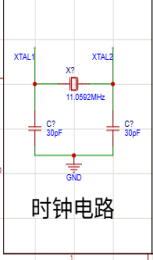 XTAL1 XTAL2
X?
11.0592MHz
C? C?
30pF 30pF
GND
时钟电路